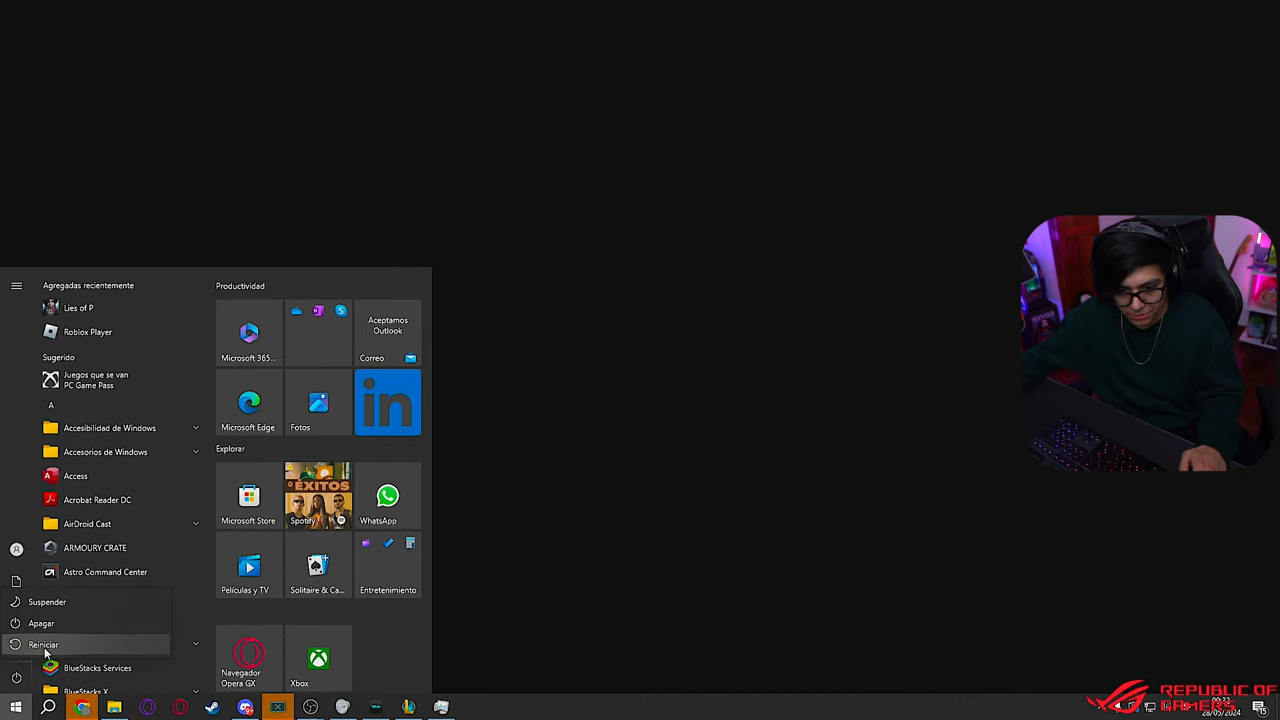 Agregadas recientemente
Lies of P
Roblox Player
Sugerido
Juegos que se van
PC Game Pass
A
Accesibilidad de Windows
Accesorios de Windows
Access
Acrobat Reader DC
AirDroid Cast
ARMOURY CRATE
Astro Command Center
Suspender
Apagar
Reiniciar
BlueStacks Services
BlueStacks X
Productividad
Microsoft 365...
Aceptamos
Outlook
Correo
Microsoft Edge
Fotos
in
Explorar
Microsoft Store
ÉXITOS
Spotify
WhatsApp
Películas y TV
Solitaire & Ca...
Entretenimiento
Navegador
Opera GX
Xbox
REPUBLIC OF
GAMERS
28/05/2024